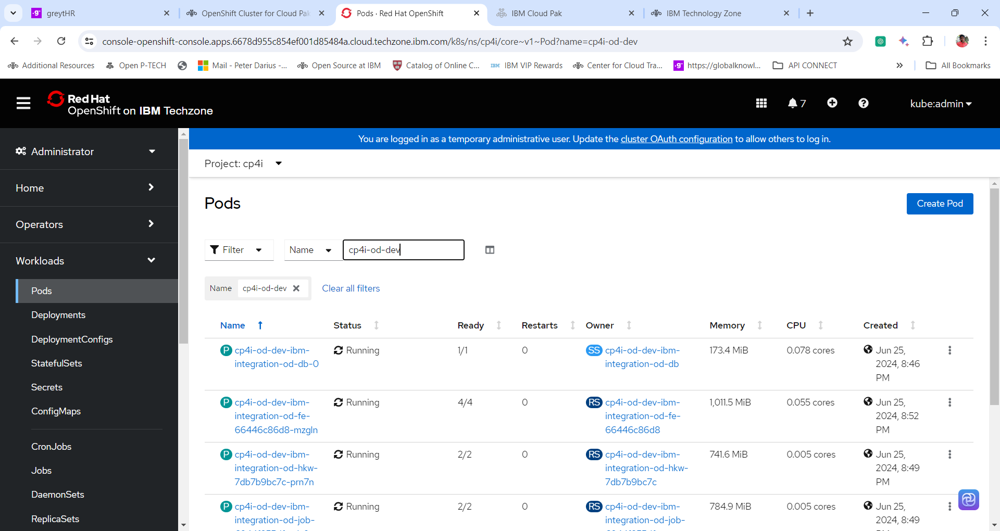 greytHR
OpenShift Cluster for Cloud Pak
Pods · Red Hat OpenShift
IBM Cloud Pak
IBM Technology Zone
console-openshift-console.apps.6678d955c854ef001d85484a.cloud.techzone.ibm.com/k8s/ns/cp4i/core~v1~Pod?name=cp4i-od-dev
Additional Resources
Open P-TECH
Mail - Peter Darius -...
Open Source at IBM
Catalog of Online C...
IBM VIP Rewards
Center for Cloud Tra...
https://globalknowl...
API CONNECT
All Bookmarks
Red Hat
OpenShift on IBM Techzone
7
kube:admin
You are logged in as a temporary administrative user. Update the cluster OAuth configuration to allow others to log in.
Administrator
Home
Operators
Workloads
Pods
Deployments
DeploymentConfigs
StatefulSets
Secrets
ConfigMaps
CronJobs
Jobs
DaemonSets
ReplicaSets
Project: cp4i
Pods
Create Pod
Filter
Name
cp4i-od-dev
Name cp4i-od-dev
Clear all filters
Name Status Ready Restarts Owner Memory CPU Created
P cp4i-od-dev-ibm- Running 1/1 0 SS cp4i-od-dev-ibm- 173.4 MiB 0.078 cores Jun 25,
integration-od-db-0 integration-od-db 2024, 8:46
PM
P cp4i-od-dev-ibm- Running 4/4 0 RS cp4i-od-dev-ibm- 1,011.5 MiB 0.055 cores Jun 25,
integration-od-fe- integration-od-fe- 2024, 8:52
66446c86d8-mzgln 66446c86d8 PM
P cp4i-od-dev-ibm- Running 2/2 0 RS cp4i-od-dev-ibm- 741.6 MiB 0.005 cores Jun 25,
integration-od-hkw- integration-od-hkw- 2024, 8:49
7db7b9bc7c-prn7n 7db7b9bc7c PM
P cp4i-od-dev-ibm- Running 2/2 0 RS cp4i-od-dev-ibm- 784.9 MiB 0.005 cores Jun 25,
integration-od-job- integration-od-job- 2024, 8:49